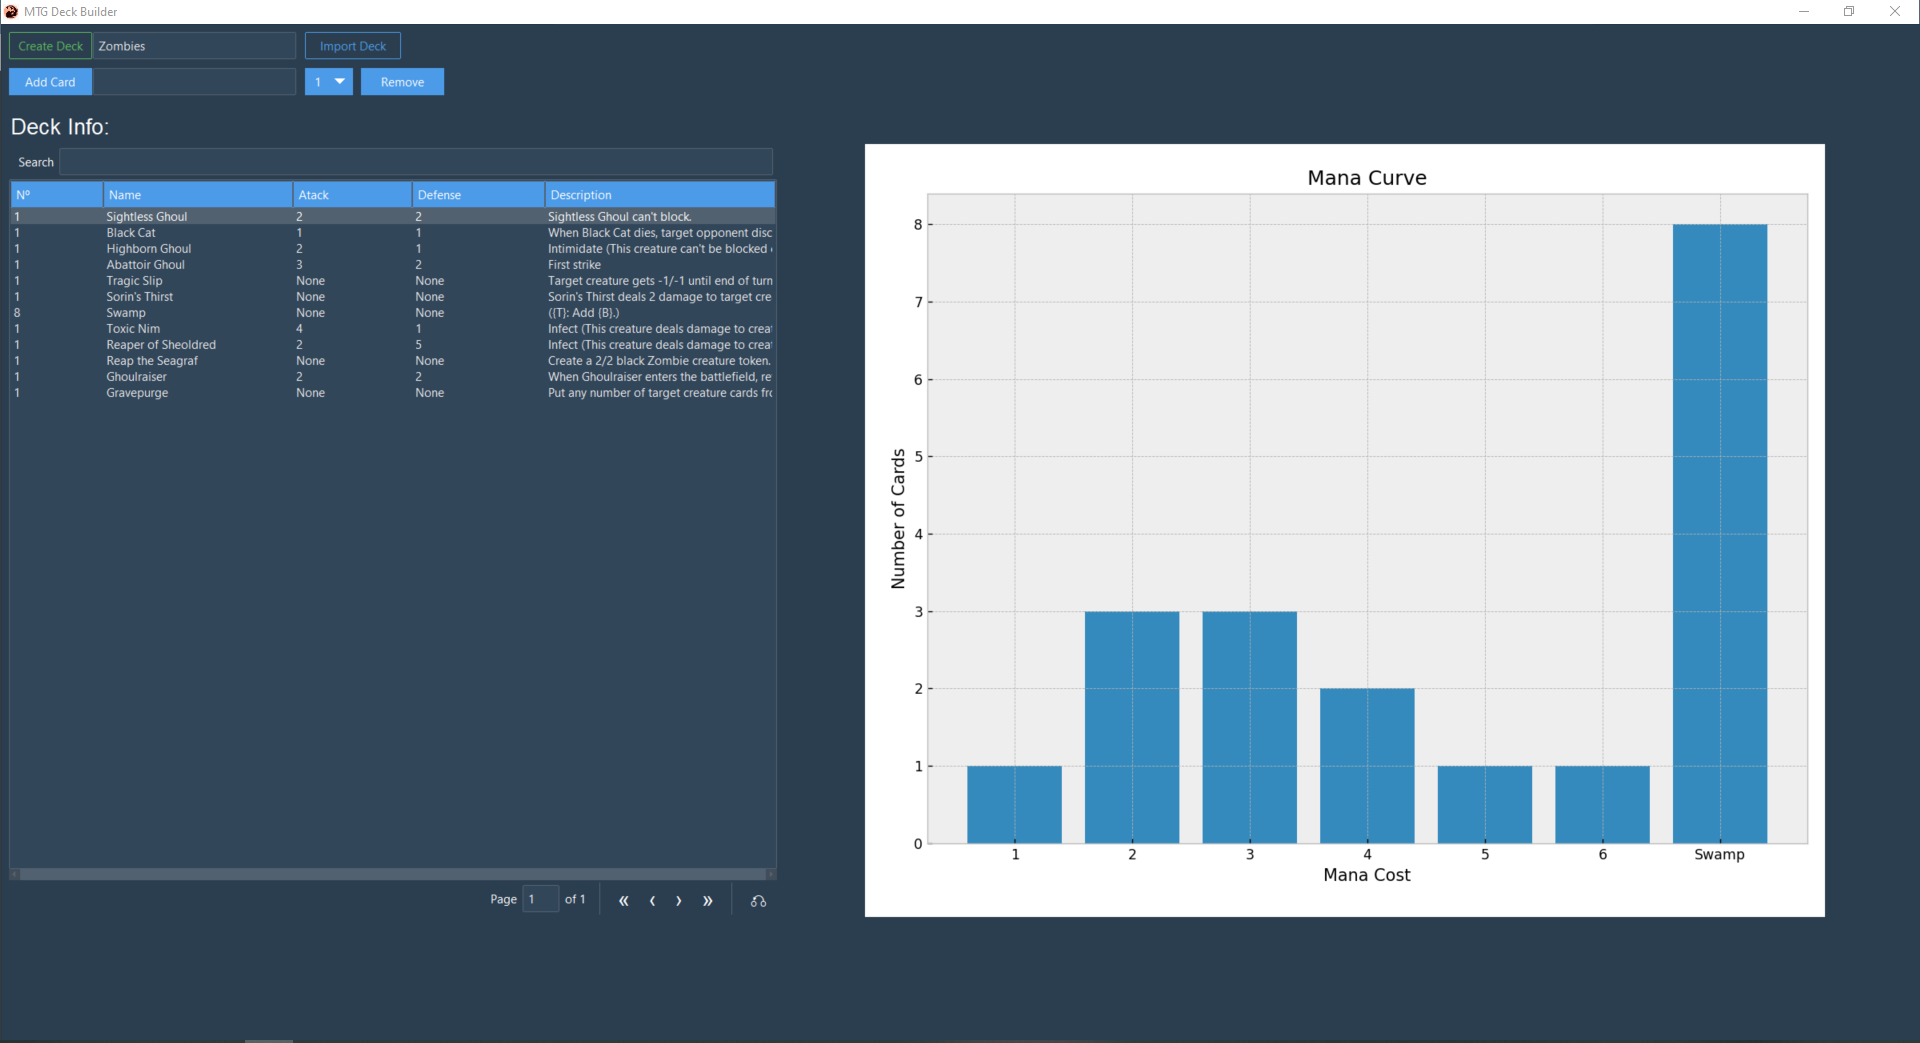 MTG Deck Builder
Create Deck Zombies Import Deck
Add Card 1 Remove
Deck Info:
Search
Nº Name Atack Defense Description
1 Sightless Ghoul 2 2 Sightless Ghoul can't block.
1 Black Cat 1 1 When Black Cat dies, target opponent disc
1 Highborn Ghoul 2 1 Intimidate (This creature can't be blocked
1 Abattoir Ghoul 3 2 First strike
1 Tragic Slip None None Target creature gets -1/-1 until end of turn
1 Sorin's Thirst None None Sorin's Thirst deals 2 damage to target cre
8 Swamp None None ({T}: Add {B}.)
1 Toxic Nim 4 1 Infect (This creature deals damage to crea
1 Reaper of Sheoldred 2 5 Infect (This creature deals damage to crea
1 Reap the Seagraf None None Create a 2/2 black Zombie creature token.
1 Ghoulraiser 2 2 When Ghoulraiser enters the battlefield, re
1 Gravepurge None None Put any number of target creature cards fr
Page 1 of 1 « ‹ › »
Mana Curve
Number of Cards
8
7
6
5
4
3
2
1
0
1 2 3 4 5 6 Swamp
Mana Cost